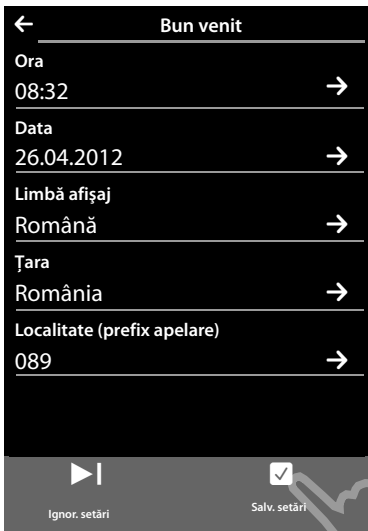 Bun venit
Ora
08:32
Data
26.04.2012
Limbă afişaj
Română
Ţara
România
Localitate (prefix apelare)
089
Ignor. setări
Salv. setări